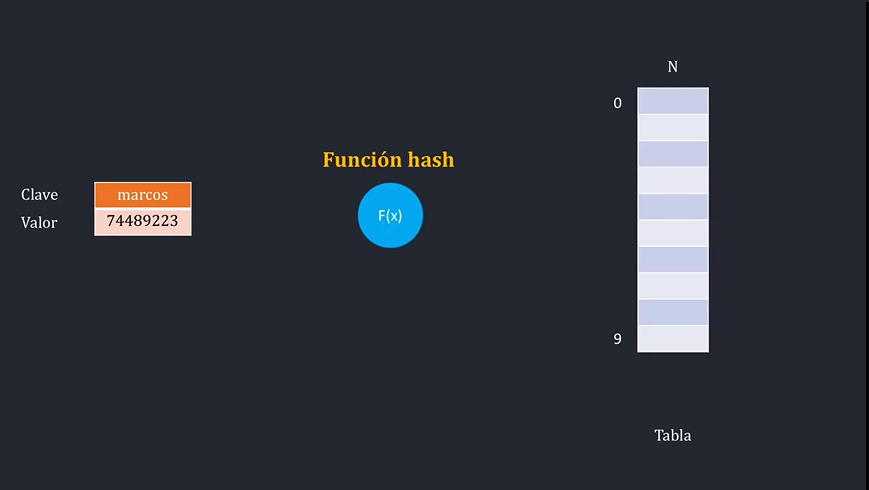 N
0
Función hash
Clave marcos
F(x)
Valor 74489223
9
Tabla